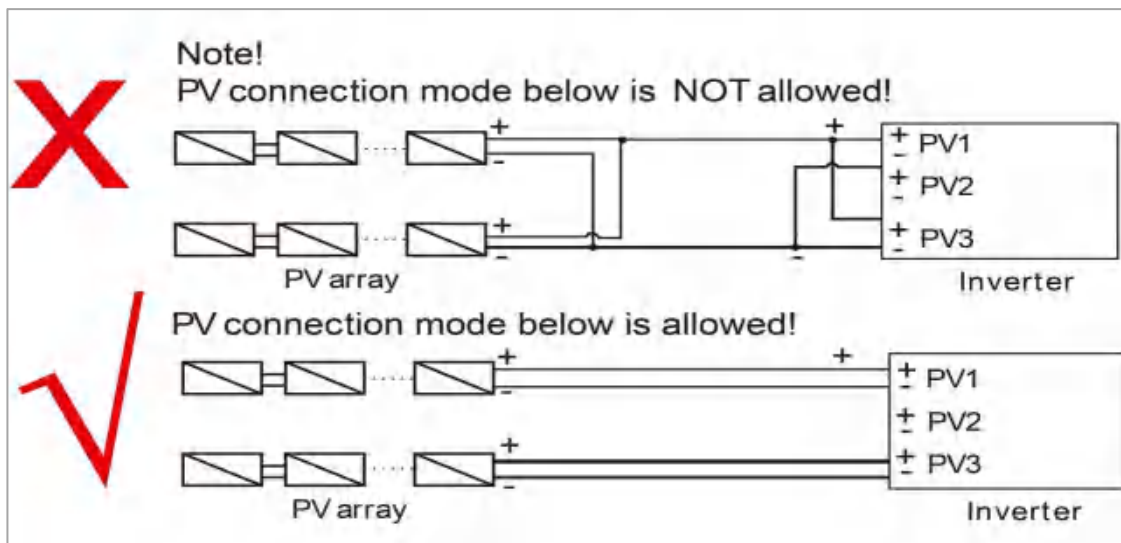 Note!
PV connection mode below is NOT allowed!
+
-
+
-
PV array
+
-
+
- PV1
+
- PV2
+
- PV3
Inverter
PV connection mode below is allowed!
+
-
+
-
PV array
+
+
- PV1
+
- PV2
+
- PV3
Inverter